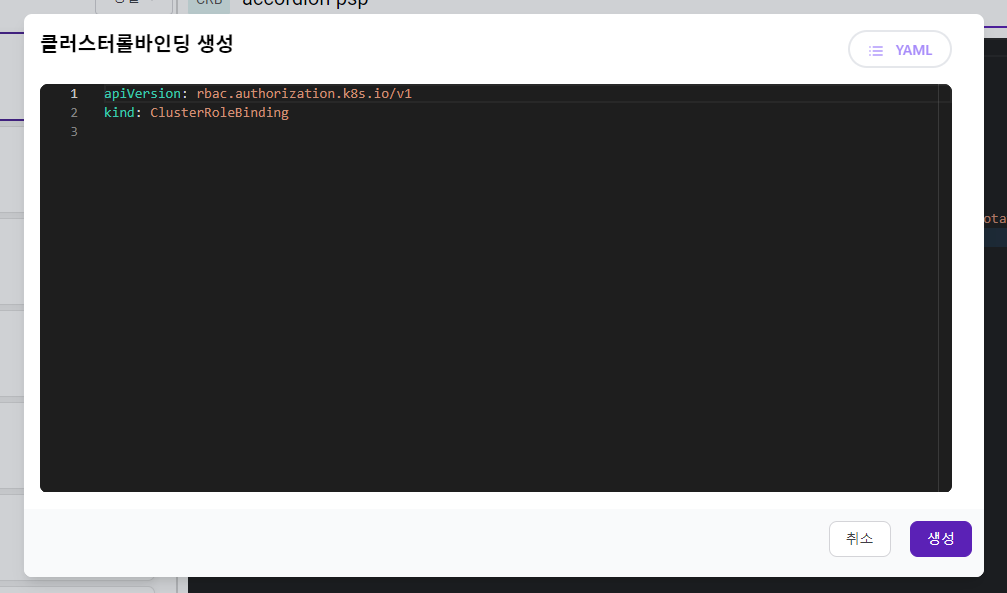 CRB accordion psp
클러스터롤바인딩 생성
YAML
1 apiVersion: rbac.authorization.k8s.io/v1
2 kind: ClusterRoleBinding
3
ota
취소
생성